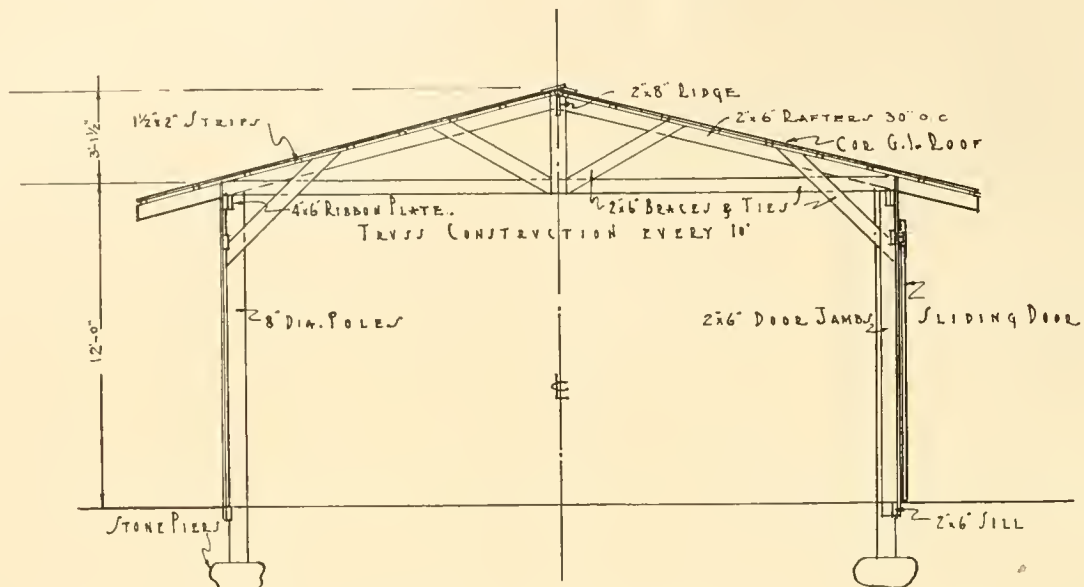 2"x8" RIDGE
1½"x2" STRIPS
2"x6" RAFTERS 30" O.C
COR G.I. ROOF
3'-1½"
4"x6" RIBBON PLATE.
2"x6" BRACES & TIES
TRUSS CONSTRUCTION EVERY 10'
8" DIA. POLES
2"x6" DOOR JAMBS
SLIDING DOOR
12'-0"
℄
STONE PIERS
2"x6" SILL